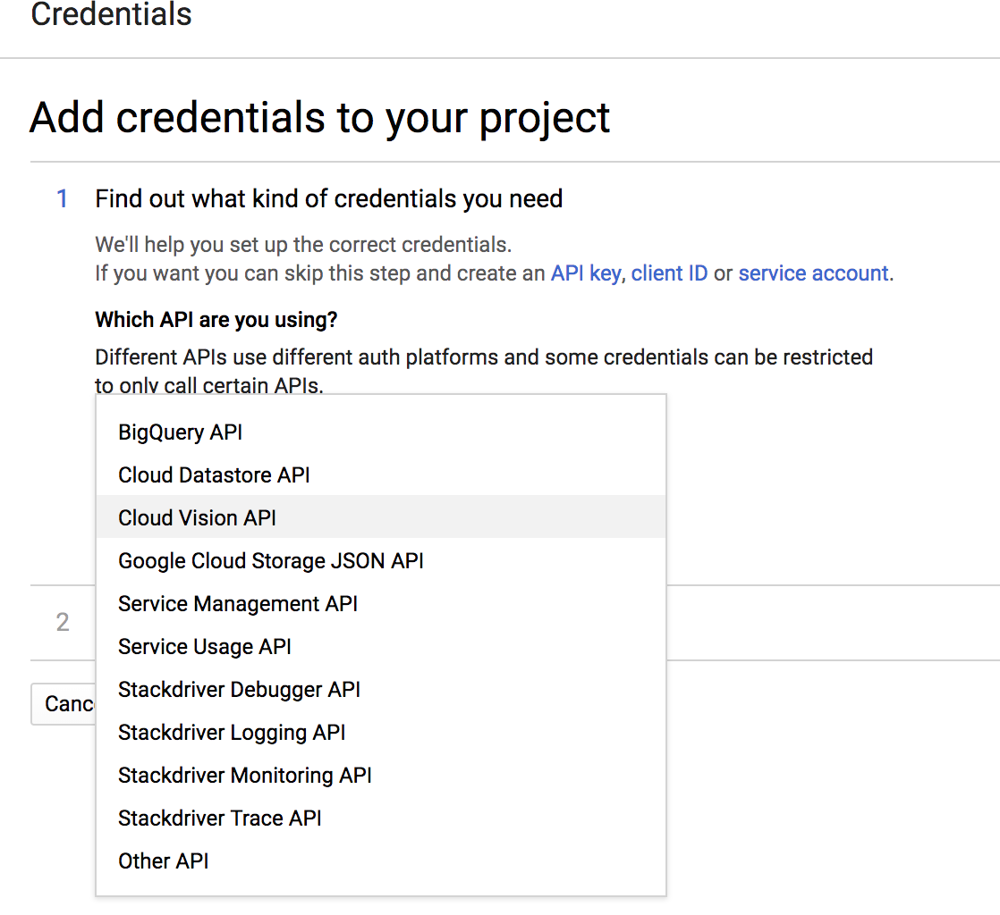 Credentials
Add credentials to your project
1 Find out what kind of credentials you need
We'll help you set up the correct credentials.
If you want you can skip this step and create an API key, client ID or service account.
Which API are you using?
Different APIs use different auth platforms and some credentials can be restricted
to only call certain APIs.
BigQuery API
Cloud Datastore API
Cloud Vision API
Google Cloud Storage JSON API
Service Management API
2
Service Usage API
Stackdriver Debugger API
Canc
Stackdriver Logging API
Stackdriver Monitoring API
Stackdriver Trace API
Other API